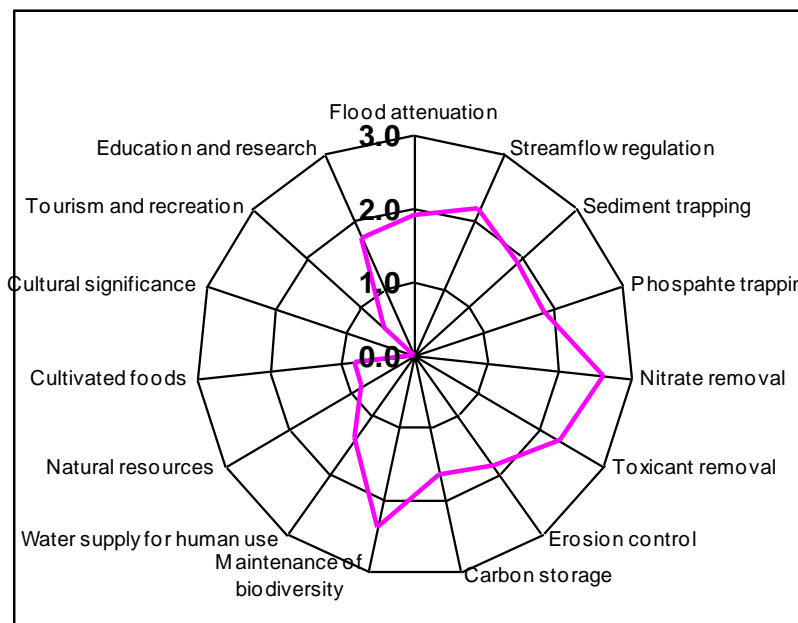 Flood attenuation
3.0
Education and research
Streamflow regulation
Tourism and recreation
2.0
Sediment trapping
Cultural significance
1.0
Phospahte trappin
0.0
Cultivated foods
Nitrate removal
Natural resources
Toxicant removal
Water supply for human use
Erosion control
Maintenance of
biodiversity
Carbon storage